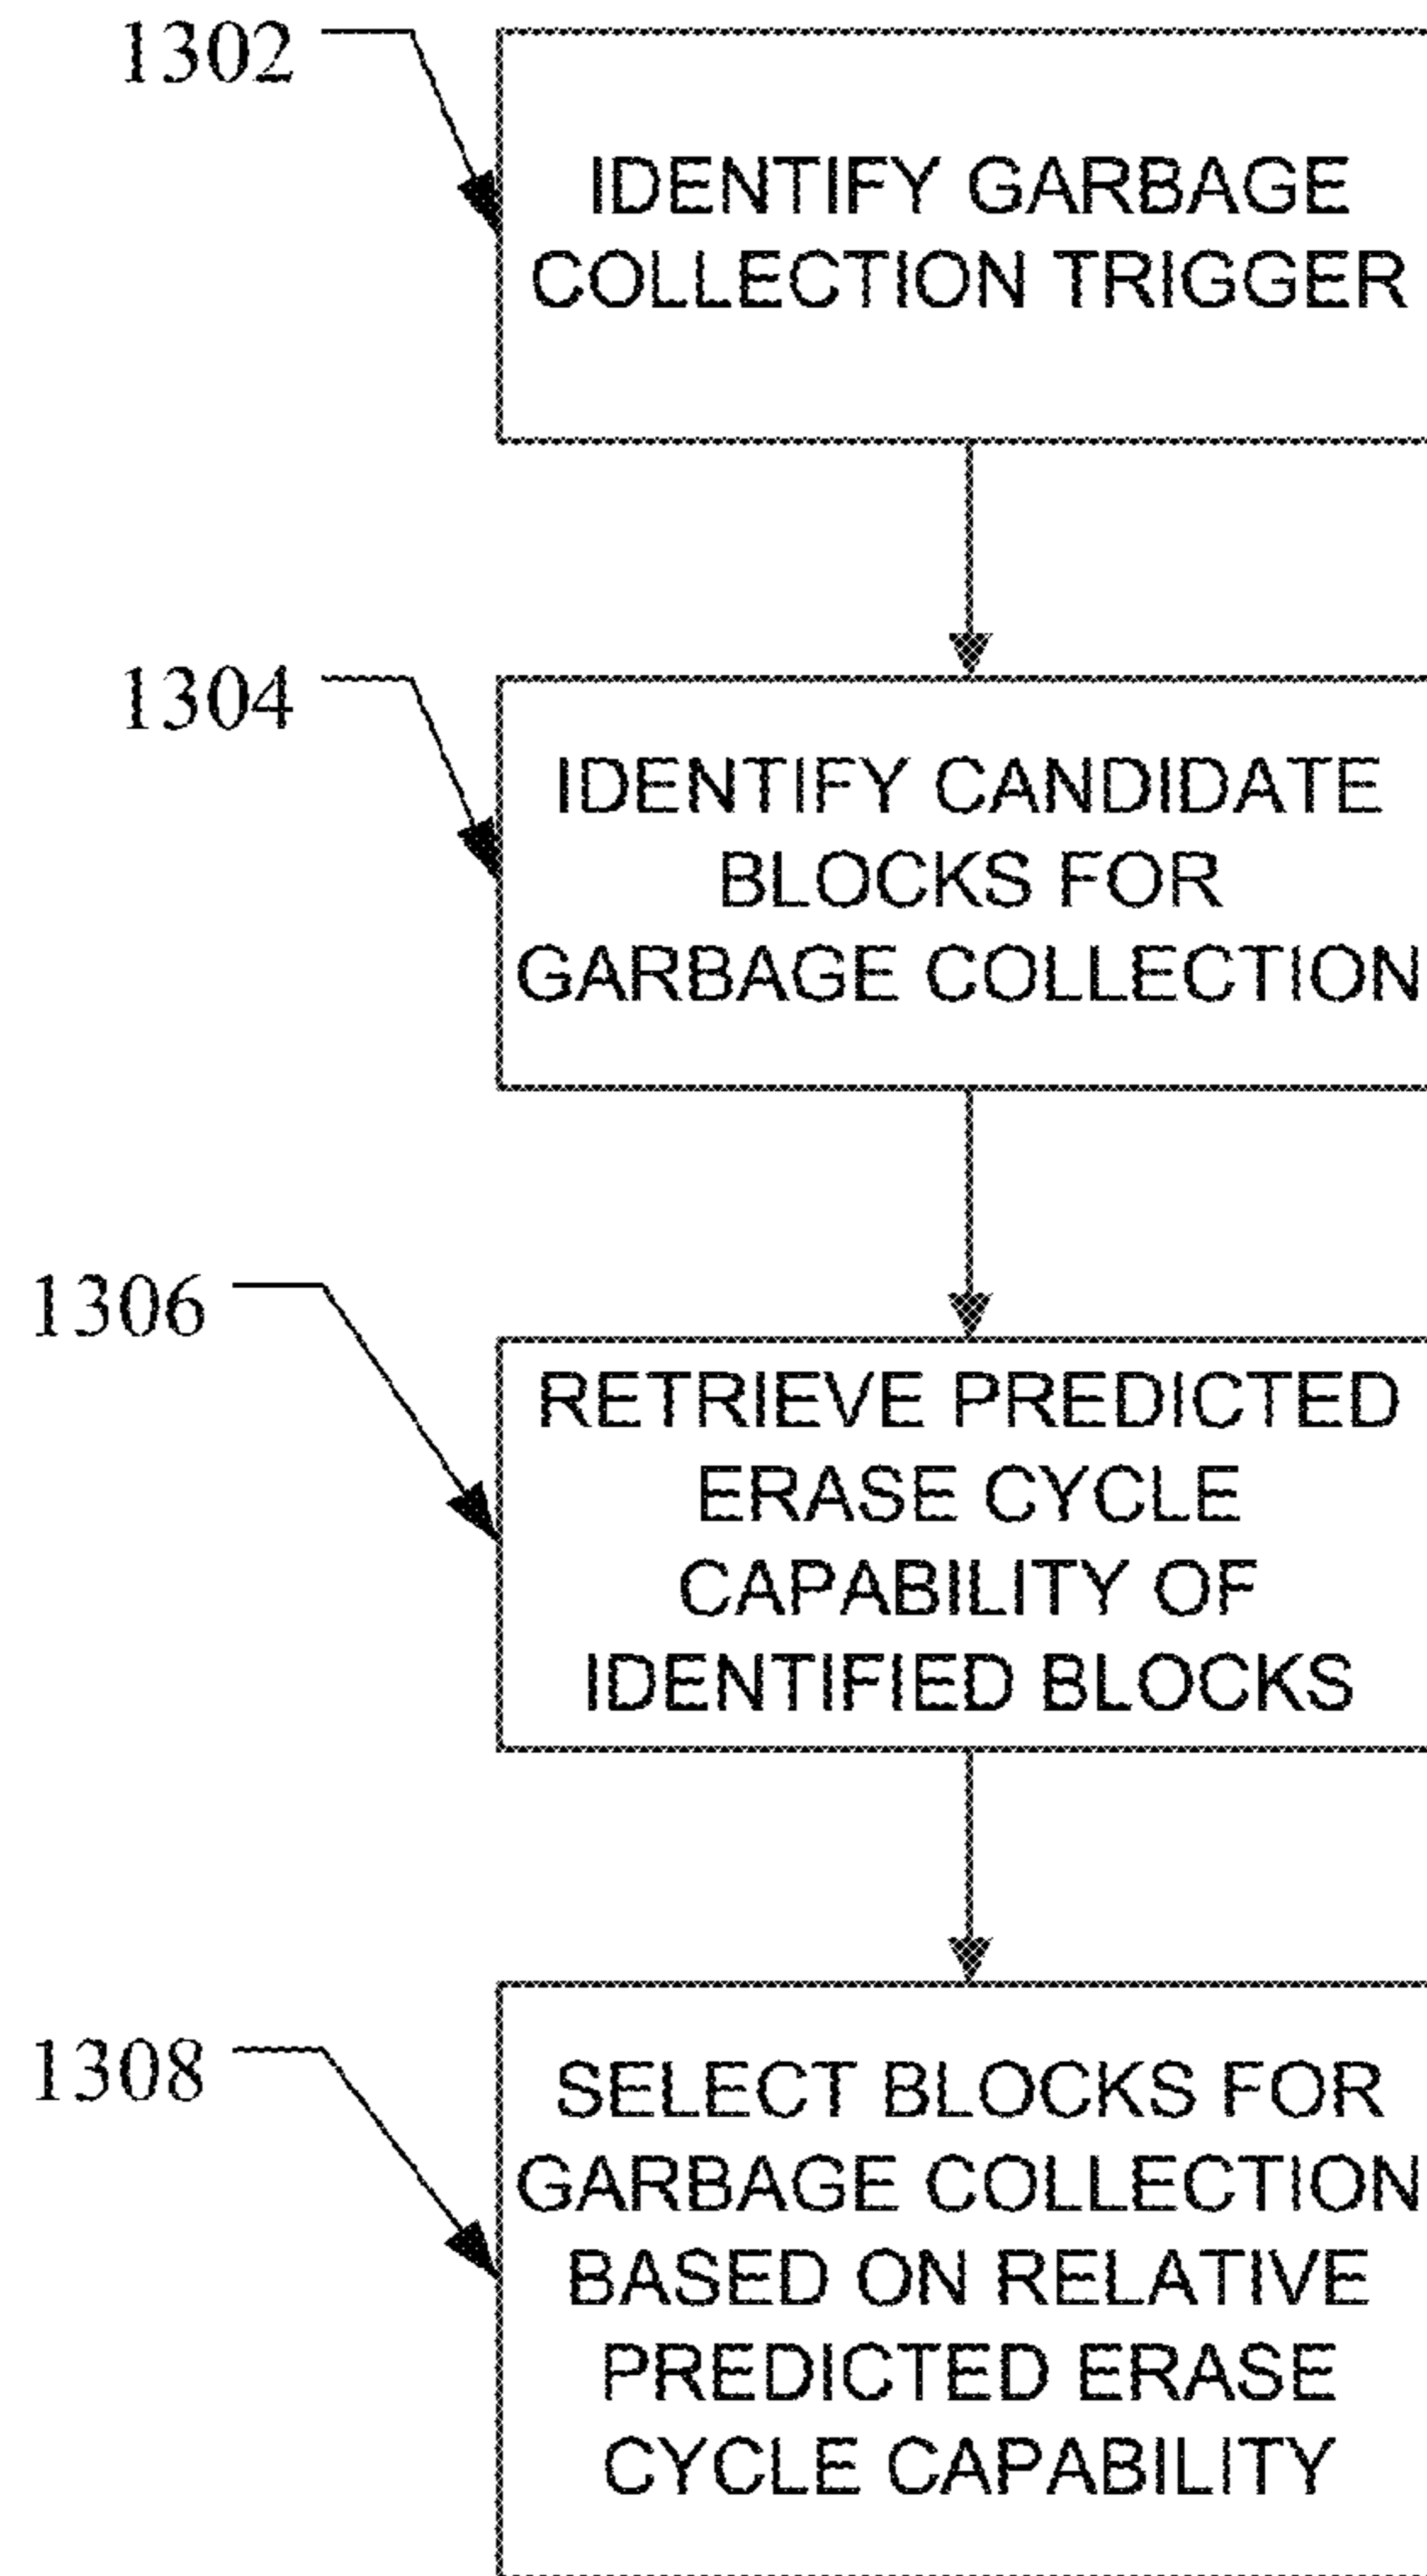 1302
IDENTIFY GARBAGE
COLLECTION TRIGGER
1304
IDENTIFY CANDIDATE
BLOCKS FOR
GARBAGE COLLECTION
1306
RETRIEVE PREDICTED
ERASE CYCLE
CAPABILITY OF
IDENTIFIED BLOCKS
1308
SELECT BLOCKS FOR
GARBAGE COLLECTION
BASED ON RELATIVE
PREDICTED ERASE
CYCLE CAPABILITY